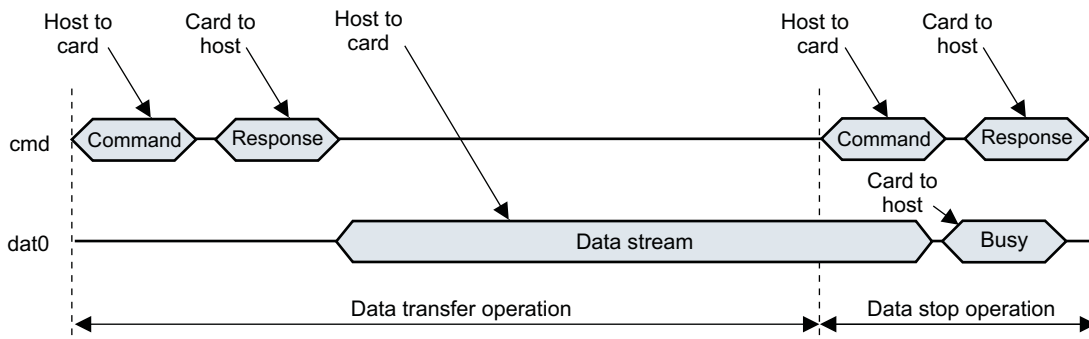 Host to
card
Card to
host
Host to
card
Host to
card
Card to
host
cmd
Command
Response
Command
Response
Card to
host
dat0
Data stream
Busy
Data transfer operation
Data stop operation